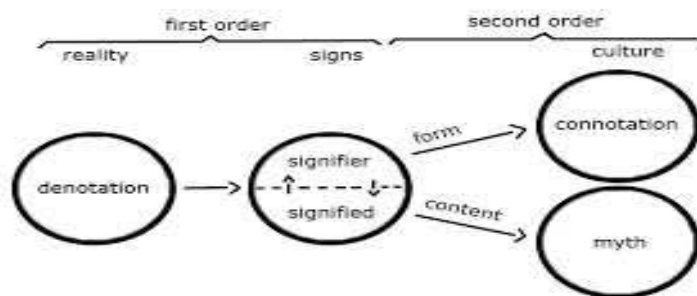 first order second order
reality signs culture
form connotation
signifier
denotation
signified
content myth